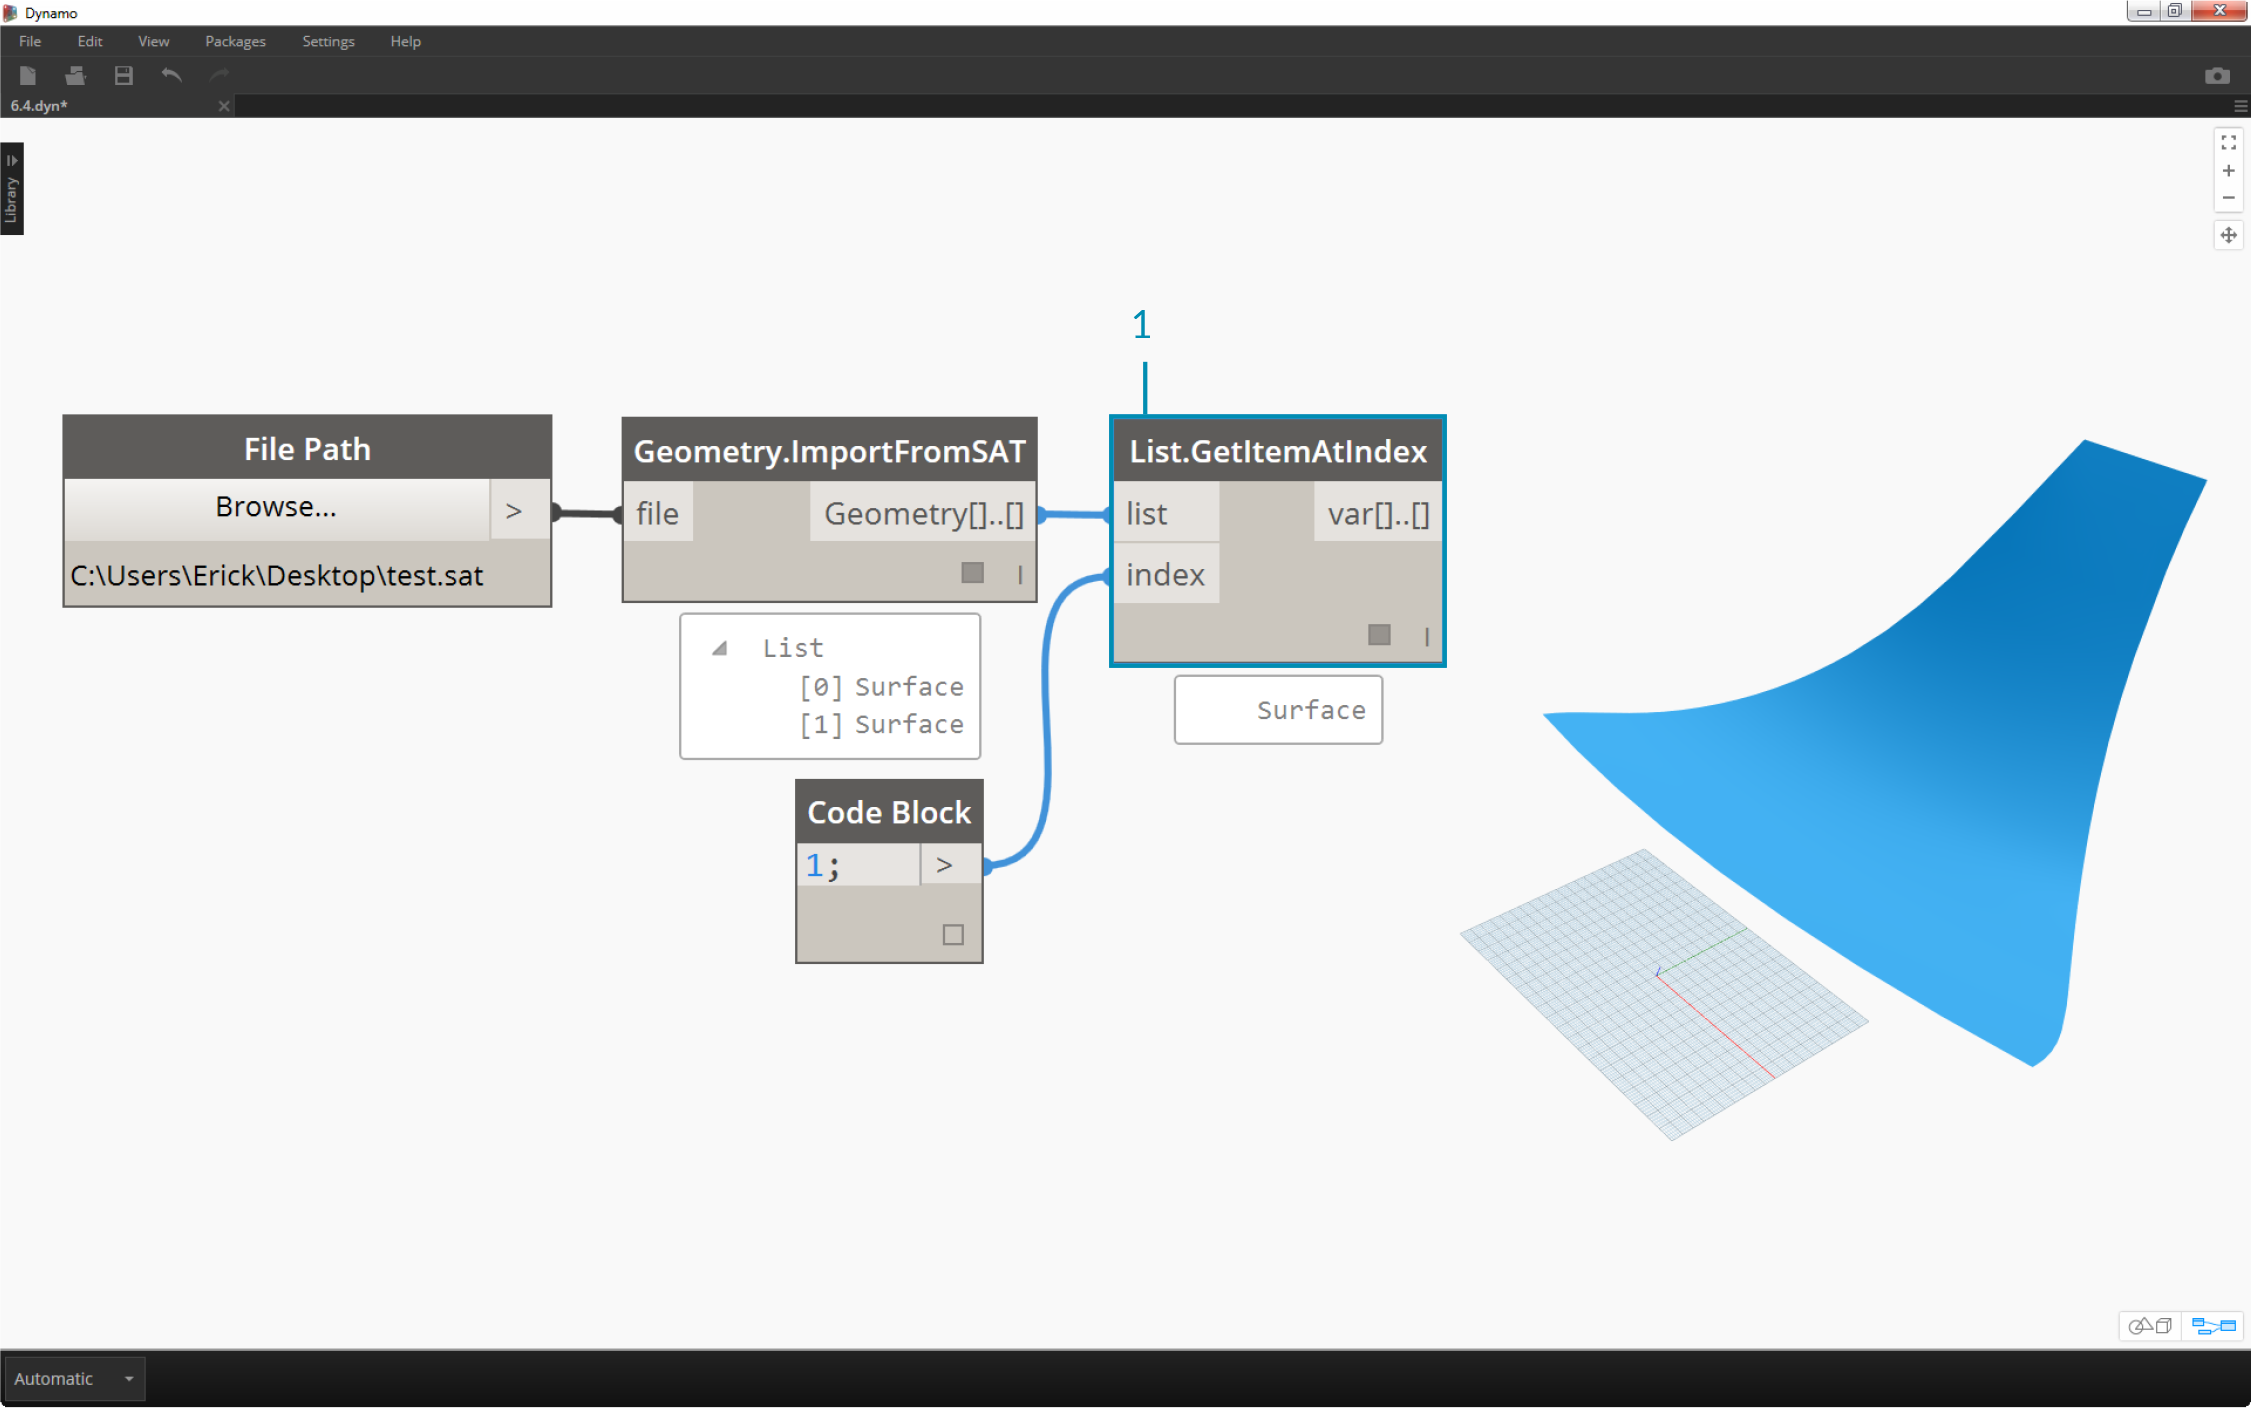 Dynamo
File Edit View Packages Settings Help
6.4.dyn*
Library
1
File Path
Browse...
>
C:\Users\Erick\Desktop\test.sat
Geometry.ImportFromSAT
file
Geometry[]..[]
List
[0] Surface
[1] Surface
Code Block
1;
>
List.GetItemAtIndex
list
var[]..[]
index
Surface
Automatic